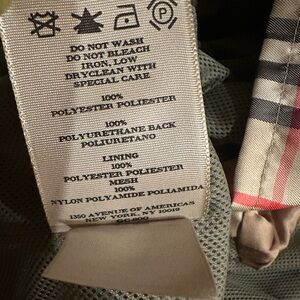 DO NOT WASH
DO NOT BLEACH
IRON, LOW
DRYCLEAN WITH
SPECIAL CARE
100%
POLYESTER POLIESTER
100%
POLYURETHANE BACK
POLIURETANO
LINING
100%
POLYESTER POLIESTER
MESH
100%
NYLON POLYAMIDE POLIAMIDA
1350 AVENUE OF AMERICAS
NEW YORK, NY 10019